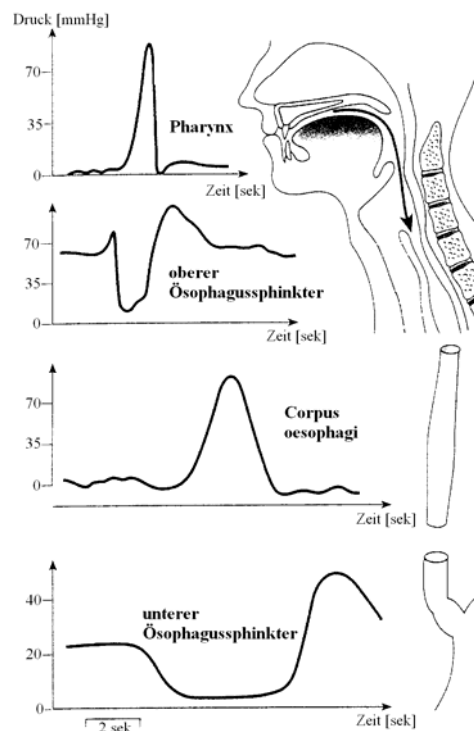 Druck [mmHg]
70
35
0
Pharynx
Zeit [sek]
70
35
0
oberer
Ösophagussphinkter
Zeit [sek]
70
35
0
Corpus
oesophagi
Zeit [sek]
40
20
0
unterer
Ösophagussphinkter
2 sek
Zeit [sek]